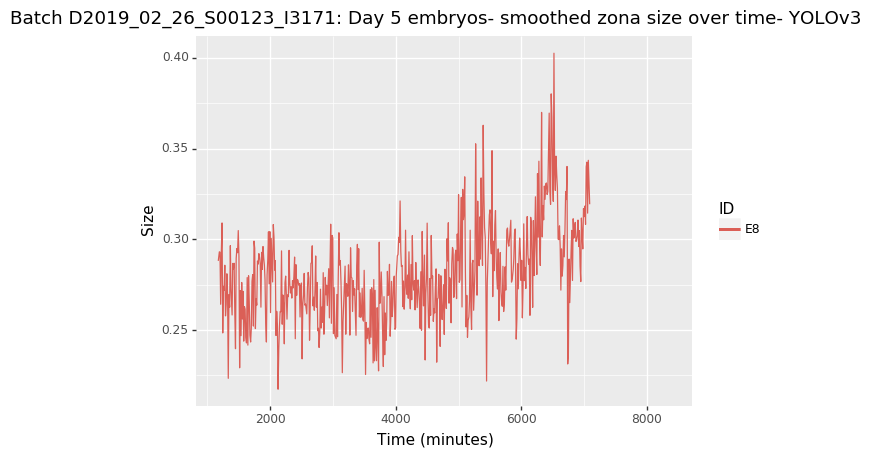 Batch D2019_02_26_S00123_I3171: Day 5 embryos- smoothed zona size over time- YOLOv3
0.40
0.35
0.30
0.25
Size
2000 4000 6000 8000
Time (minutes)
ID
E8